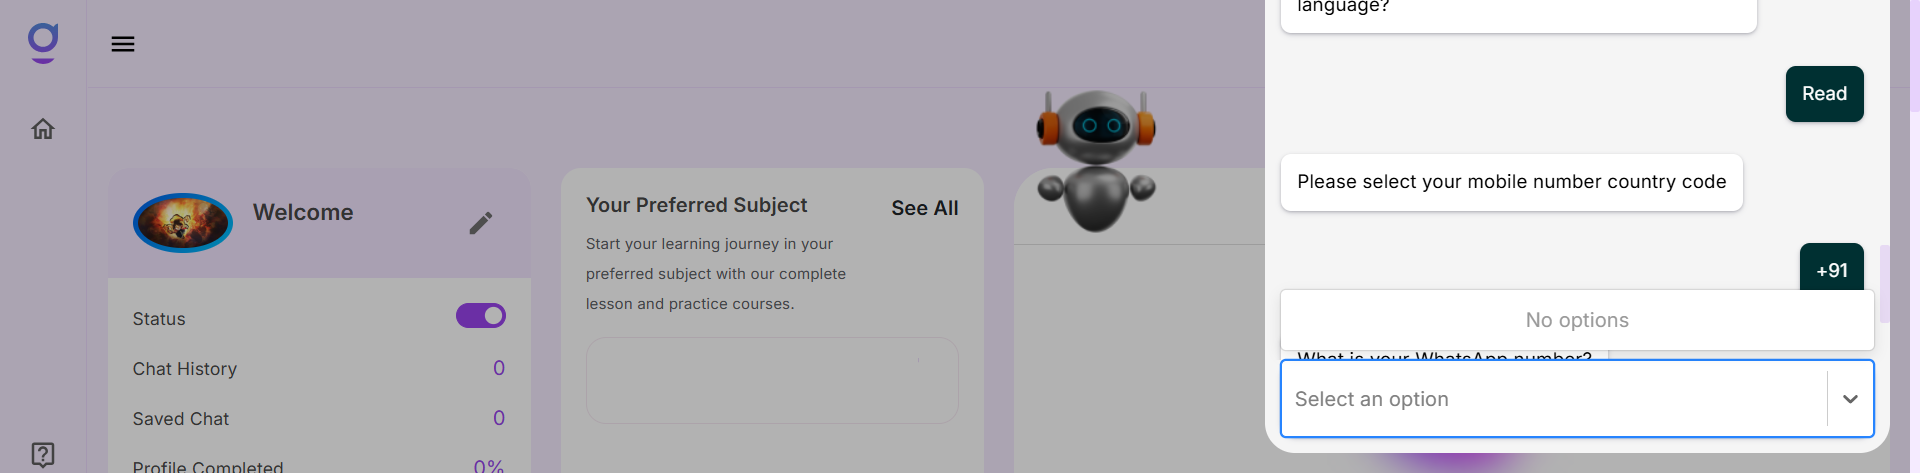 Welcome
Status
Chat History 0
Saved Chat 0
Profile Completed 0%
Your Preferred Subject
See All
Start your learning journey in your
preferred subject with our complete
lesson and practice courses.
language?
Read
Please select your mobile number country code
+91
No options
What is your WhatsApp number?
Select an option